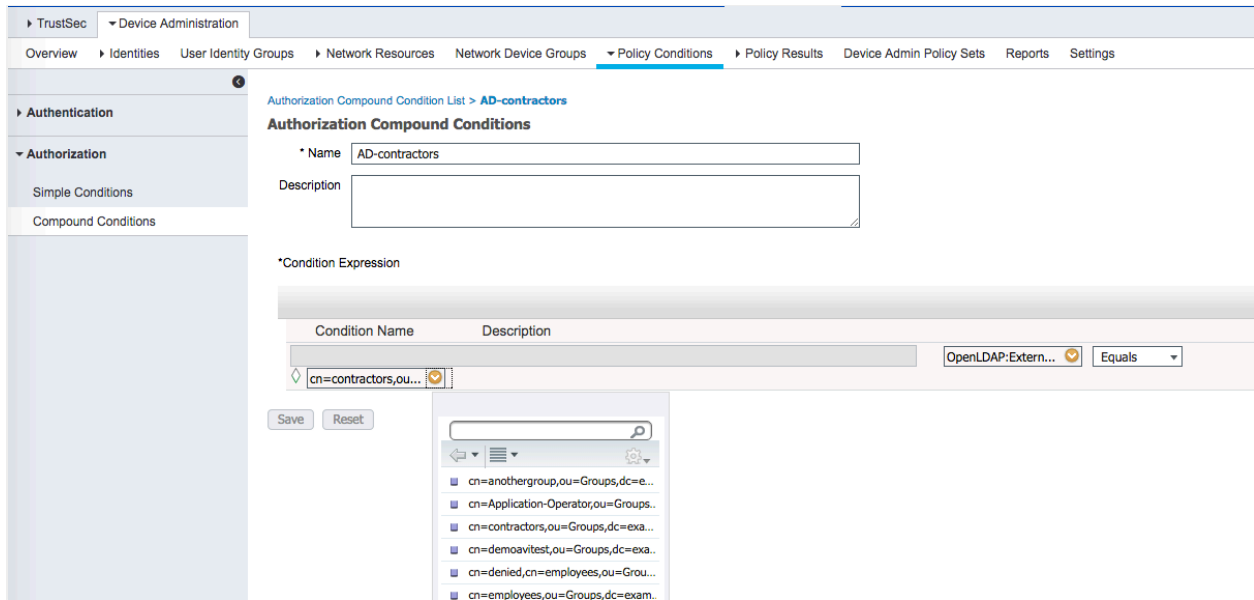 TrustSec Device Administration
Overview Identities User Identity Groups Network Resources Network Device Groups Policy Conditions Policy Results Device Admin Policy Sets Reports Settings
Authentication
Authorization
Simple Conditions
Compound Conditions
Authorization Compound Condition List > AD-contractors
Authorization Compound Conditions
* Name AD-contractors
Description
*Condition Expression
Condition Name Description
OpenLDAP:Extern... Equals
cn=contractors,ou...
Save Reset
cn=anothergroup,ou=Groups,dc=e...
cn=Application-Operator,ou=Groups..
cn=contractors,ou=Groups,dc=exa...
cn=demoavitest,ou=Groups,dc=exa..
cn=denied,cn=employees,ou=Grou...
cn=employees,ou=Groups,dc=exam..